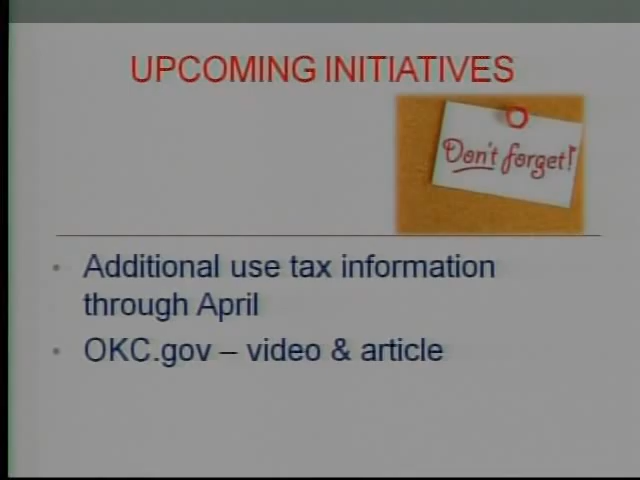 UPCOMING INITIATIVES
Don't forget!
• Additional use tax information
through April
• OKC.gov – video & article